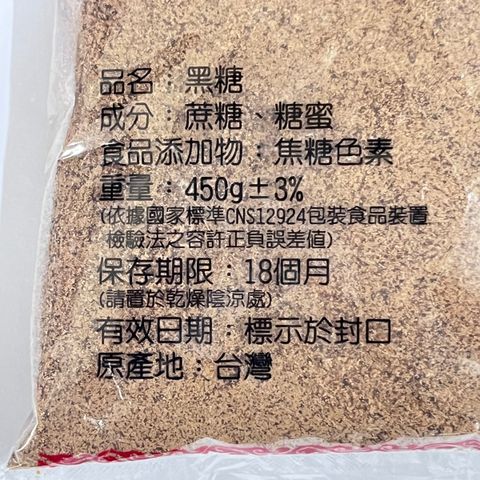 品名：黑糖
成分：蔗糖、糖蜜
食品添加物：焦糖色素
重量：450g±3%
(依據國家標準CNS12924包裝食品裝置
檢驗法之容許正負誤差値)
保存期限：18個月
(請置於乾燥陰涼處)
有效日期：標示於封口
原產地：台灣